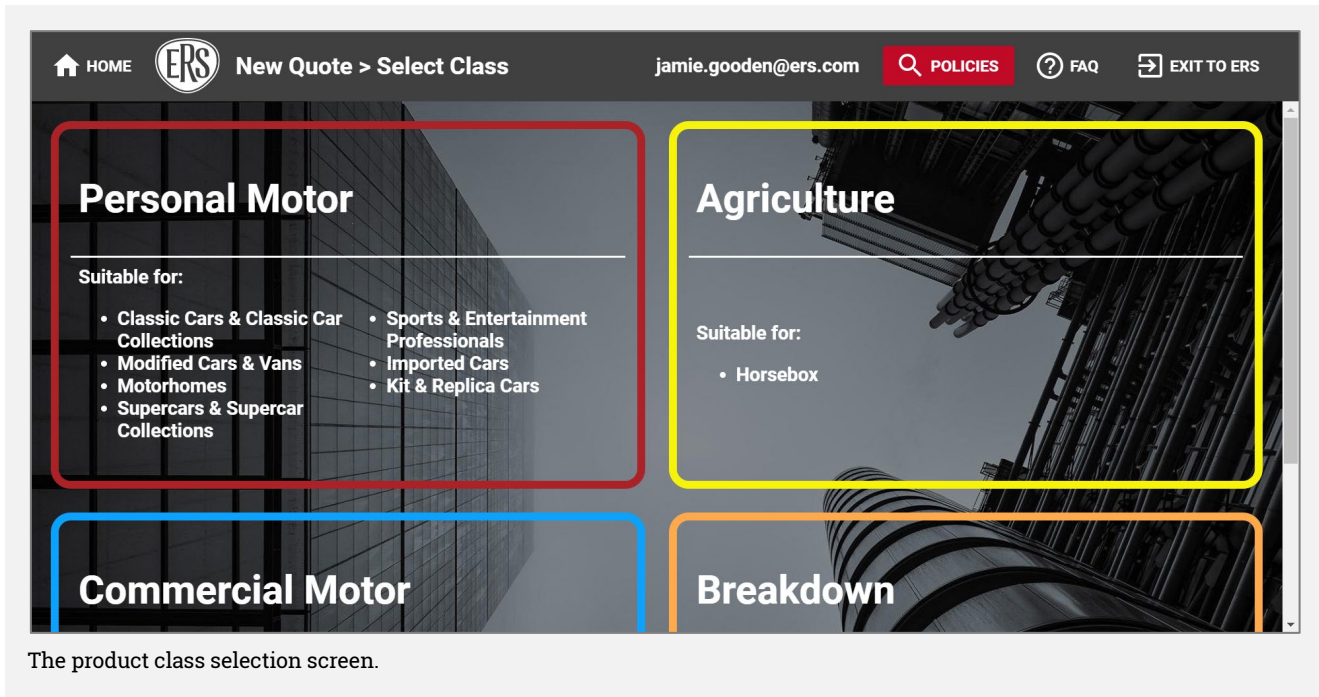 HOME
ERS
New Quote > Select Class
jamie.gooden@ers.com
POLICIES
? FAQ
EXIT TO ERS
Personal Motor
Suitable for:
• Classic Cars & Classic Car
Collections
• Modified Cars & Vans
• Motorhomes
• Supercars & Supercar
Collections
• Sports & Entertainment
Professionals
• Imported Cars
• Kit & Replica Cars
Agriculture
Suitable for:
• Horsebox
Commercial Motor
Breakdown
The product class selection screen.